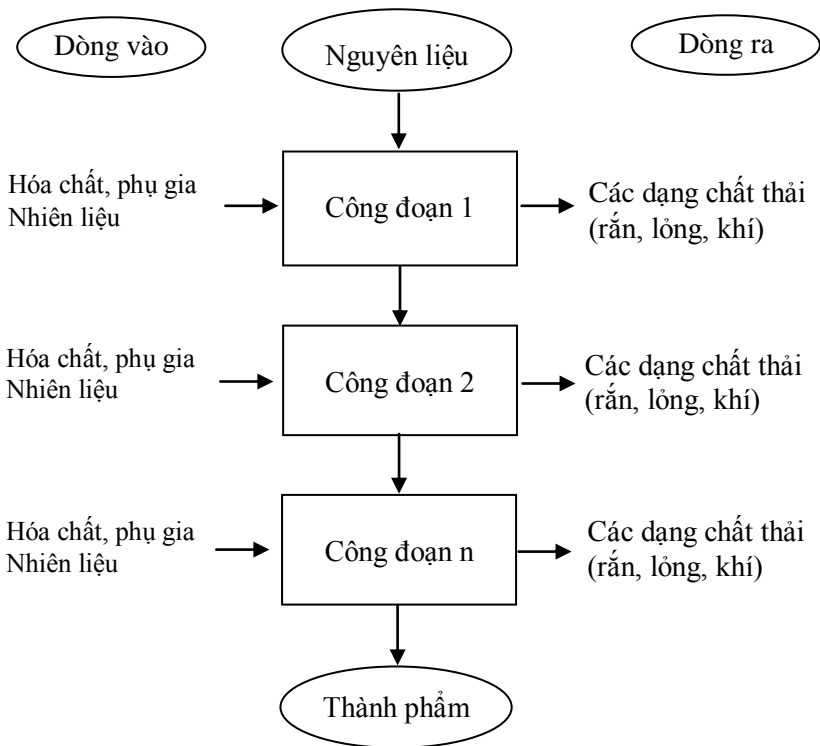 Dòng vào
Nguyên liệu
Dòng ra
Hóa chất, phụ gia
Nhiên liệu
Công đoạn 1
Các dạng chất thải
(rắn, lỏng, khí)
Hóa chất, phụ gia
Nhiên liệu
Công đoạn 2
Các dạng chất thải
(rắn, lỏng, khí)
Hóa chất, phụ gia
Nhiên liệu
Công đoạn n
Các dạng chất thải
(rắn, lỏng, khí)
Thành phẩm